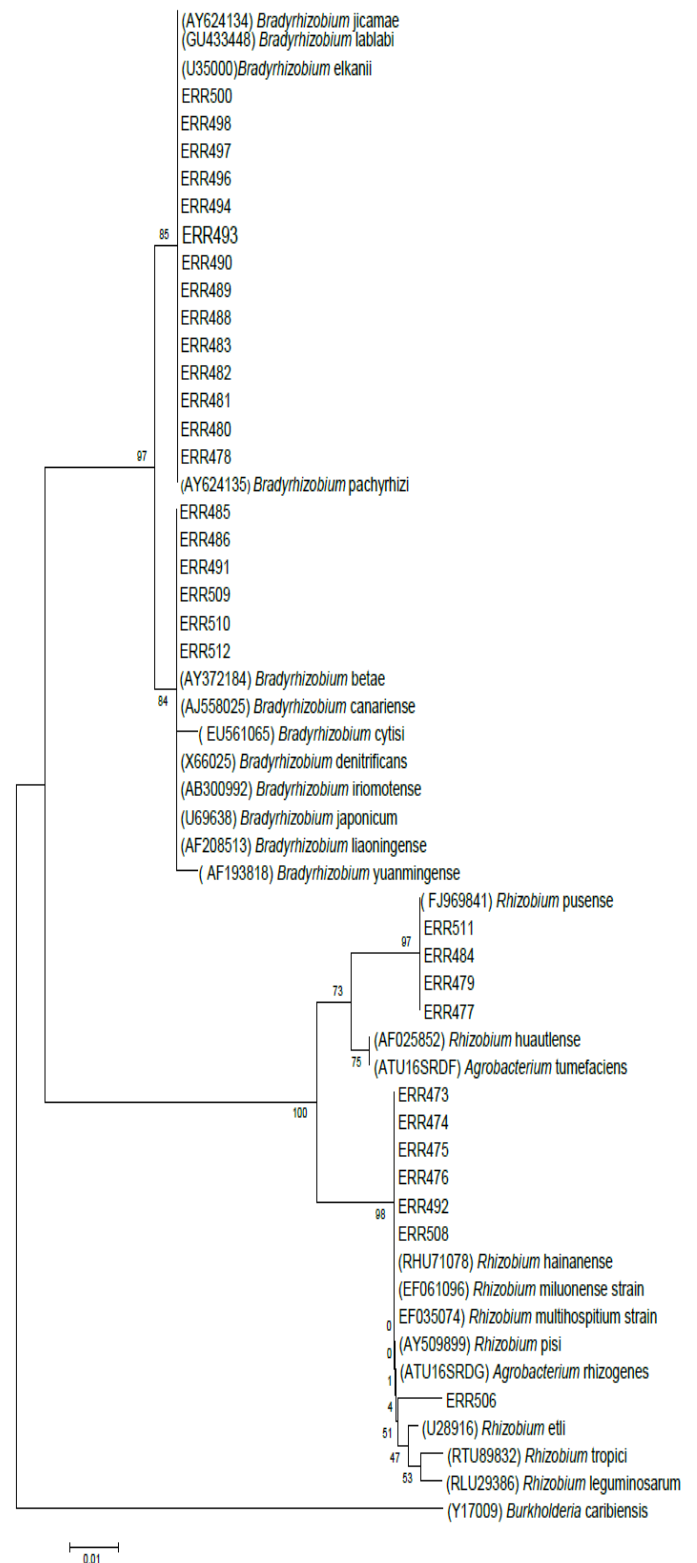 (AY624134) Bradyrhizobium jicamae
(GU433448) Bradyrhizobium lablabi
(U35000)Bradyrhizobium elkanii
ERR500
ERR498
ERR497
ERR496
ERR494
85
ERR493
ERR490
ERR489
ERR488
ERR483
ERR482
ERR481
ERR480
97
ERR478
(AY624135) Bradyrhizobium pachyrhizi
ERR485
ERR486
ERR491
ERR509
ERR510
ERR512
(AY372184) Bradyrhizobium betae
84
(AJ558025) Bradyrhizobium canariense
( EU561065) Bradyrhizobium cytisi
(X66025) Bradyrhizobium denitrificans
(AB300992) Bradyrhizobium iriomotense
(U69638) Bradyrhizobium japonicum
(AF208513) Bradyrhizobium liaoningense
( AF193818) Bradyrhizobium yuanmingense
( FJ969841) Rhizobium pusense
ERR511
97
ERR484
73
ERR479
ERR477
(AF025852) Rhizobium huautlense
75
(ATU16SRDF) Agrobacterium tumefaciens
ERR473
100
ERR474
ERR475
ERR476
98
ERR492
ERR508
(RHU71078) Rhizobium hainanense
(EF061096) Rhizobium miluonense strain
EF035074) Rhizobium multihospitium strain
0
(AY509899) Rhizobium pisi
0
(ATU16SRDG) Agrobacterium rhizogenes
1
ERR506
4
(U28916) Rhizobium etli
51
(RTU89832) Rhizobium tropici
47
(RLU29386) Rhizobium leguminosarum
53
(Y17009) Burkholderia caribiensis
0.01